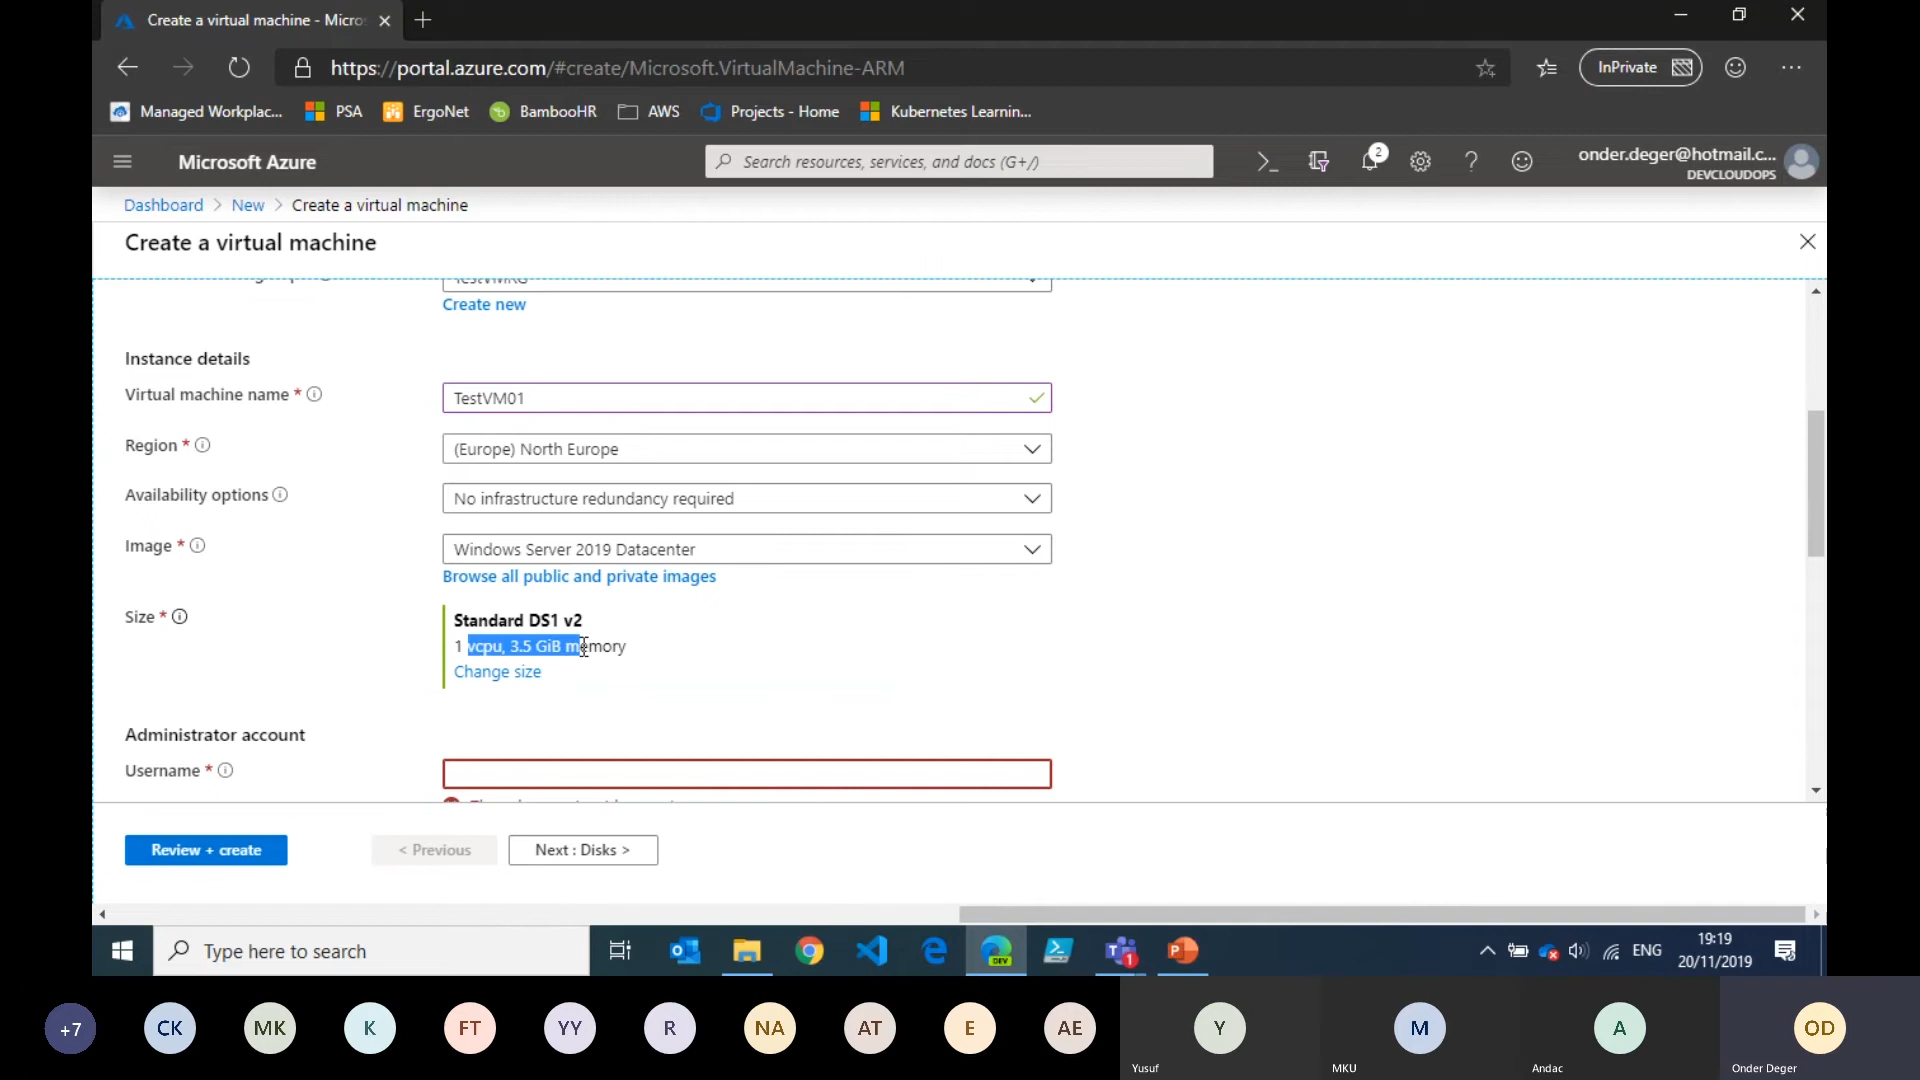 Create a virtual machine - Micros
https://portal.azure.com/#create/Microsoft.VirtualMachine-ARM
InPrivate
Managed Workplac...
PSA
ErgoNet
BambooHR
AWS
Projects - Home
Kubernetes Learnin...
Microsoft Azure
Search resources, services, and docs (G+/)
2
onder.deger@hotmail.c...
DEVCLOUDOPS
Dashboard > New > Create a virtual machine
Create a virtual machine
Create new
Instance details
Virtual machine name *
TestVM01
Region *
(Europe) North Europe
Availability options
No infrastructure redundancy required
Image *
Windows Server 2019 Datacenter
Browse all public and private images
Size *
Standard DS1 v2
1 vcpu, 3.5 GiB memory
Change size
Administrator account
Username *
Review + create
< Previous
Next : Disks >
Type here to search
DEV
1
ENG
19:19
20/11/2019
+7
CK
MK
K
FT
YY
R
NA
AT
E
AE
Y
M
A
OD
Yusuf
MKU
Andac
Onder Deger